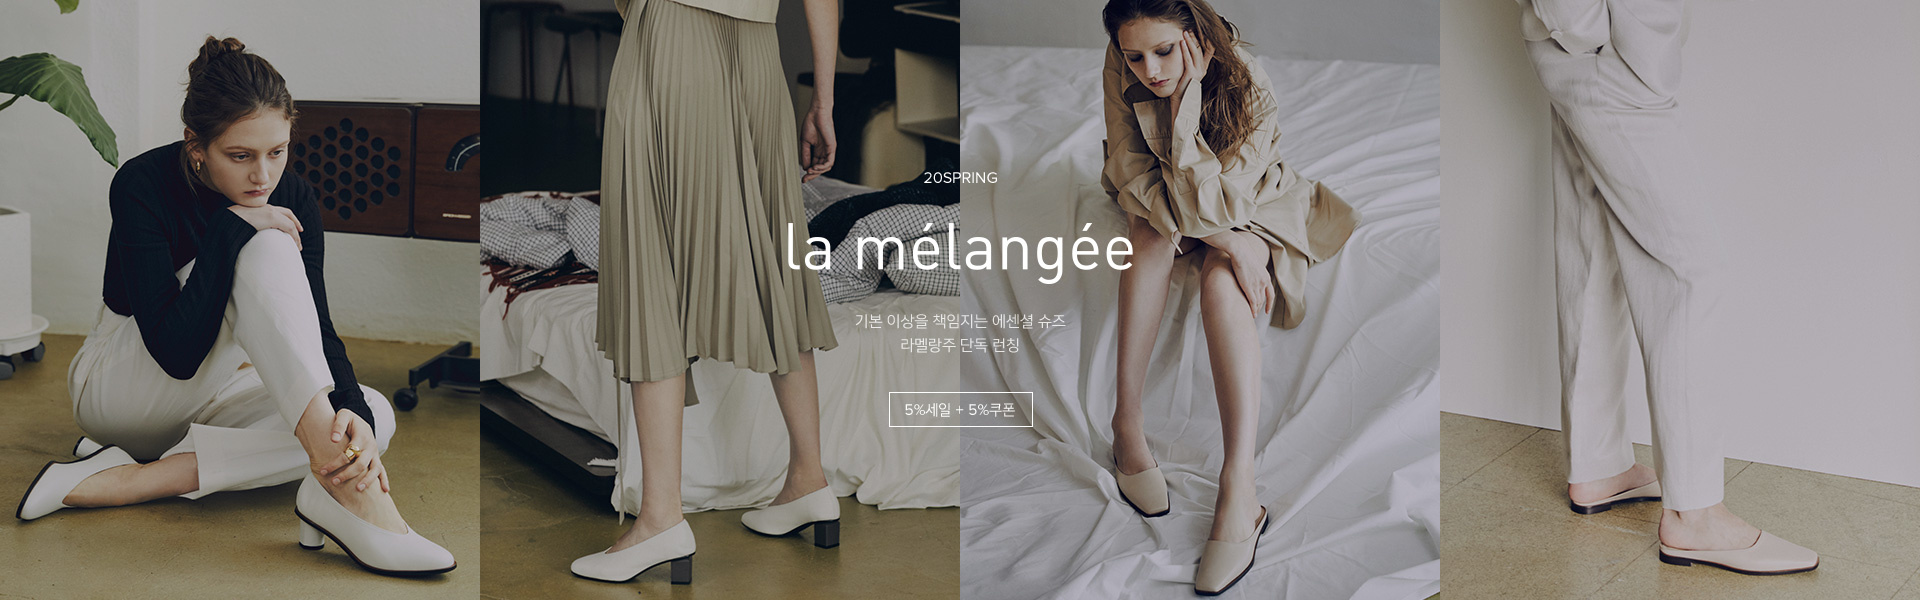 20SPRING
la mélangée
기본 이상을 책임지는 에센셜 슈즈
라멜랑주 단독 런칭
5%세일 + 5%쿠폰